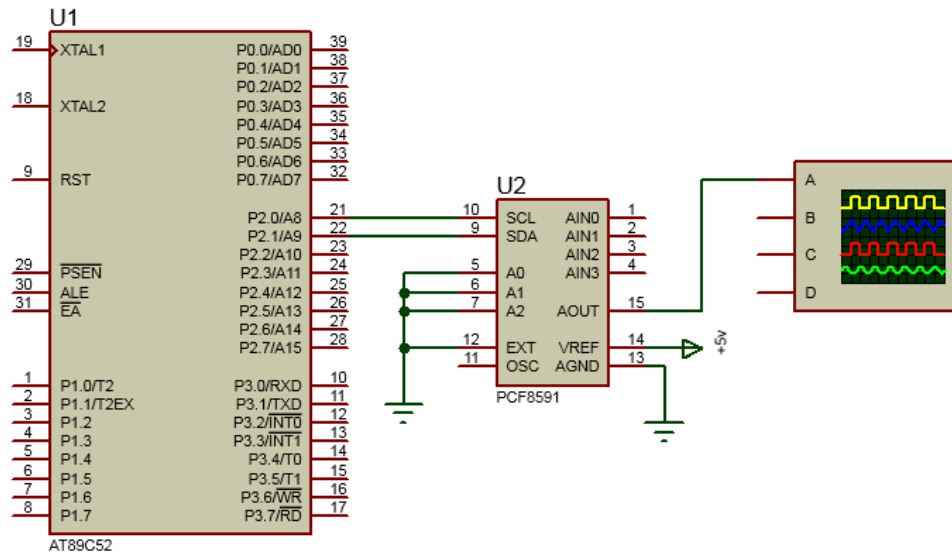 U1
19 XTAL1
18 XTAL2
9 RST
29 PSEN
30 ALE
31 EA
1 P1.0/T2
2 P1.1/T2EX
3 P1.2
4 P1.3
5 P1.4
6 P1.5
7 P1.6
8 P1.7
P0.0/AD0 39
P0.1/AD1 38
P0.2/AD2 37
P0.3/AD3 36
P0.4/AD4 35
P0.5/AD5 34
P0.6/AD6 33
P0.7/AD7 32
P2.0/A8 21
P2.1/A9 22
P2.2/A10 23
P2.3/A11 24
P2.4/A12 25
P2.5/A13 26
P2.6/A14 27
P2.7/A15 28
P3.0/RXD 10
P3.1/TXD 11
P3.2/INT0 12
P3.3/INT1 13
P3.4/T0 14
P3.5/T1 15
P3.6/WR 16
P3.7/RD 17
AT89C52
U2
10 SCL
9 SDA
5 A0
6 A1
7 A2
12 EXT
11 OSC
AIN0 1
AIN1 2
AIN2 3
AIN3 4
AOUT 15
VREF 14
AGND 13
PCF8591
+5v
A
B
C
D